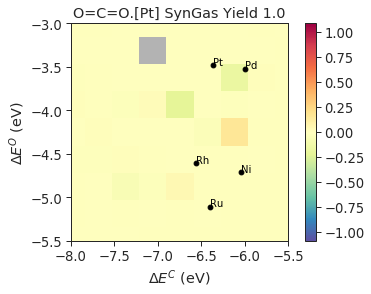 O=C=O.[Pt] SynGas Yield 1.0
ΔE^O (eV)
−3.0
−3.5
−4.0
−4.5
−5.0
−5.5
Pt
Pd
Rh
Ni
Ru
−8.0 −7.5 −7.0 −6.5 −6.0 −5.5
ΔE^C (eV)
1.00
0.75
0.50
0.25
0.00
−0.25
−0.50
−0.75
−1.00